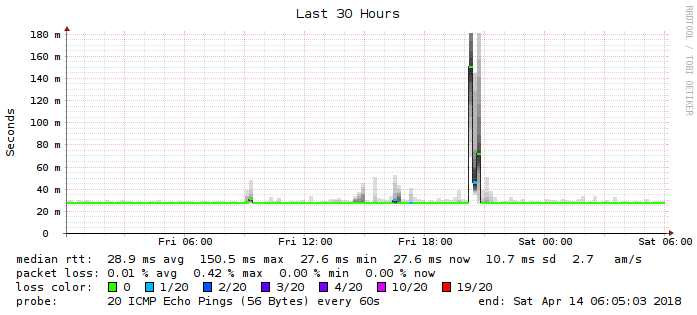 Last 30 Hours
RRDTOOL / TOBI OETIKER
Seconds
180 m
160 m
140 m
120 m
100 m
80 m
60 m
40 m
20 m
0
Fri 06:00 Fri 12:00 Fri 18:00 Sat 00:00 Sat 06:00
median rtt: 28.9 ms avg 150.5 ms max 27.6 ms min 27.6 ms now 10.7 ms sd 2.7 am/s
packet loss: 0.01 % avg 0.42 % max 0.00 % min 0.00 % now
loss color: 0 1/20 2/20 3/20 4/20 10/20 19/20
probe: 20 ICMP Echo Pings (56 Bytes) every 60s end: Sat Apr 14 06:05:03 2018